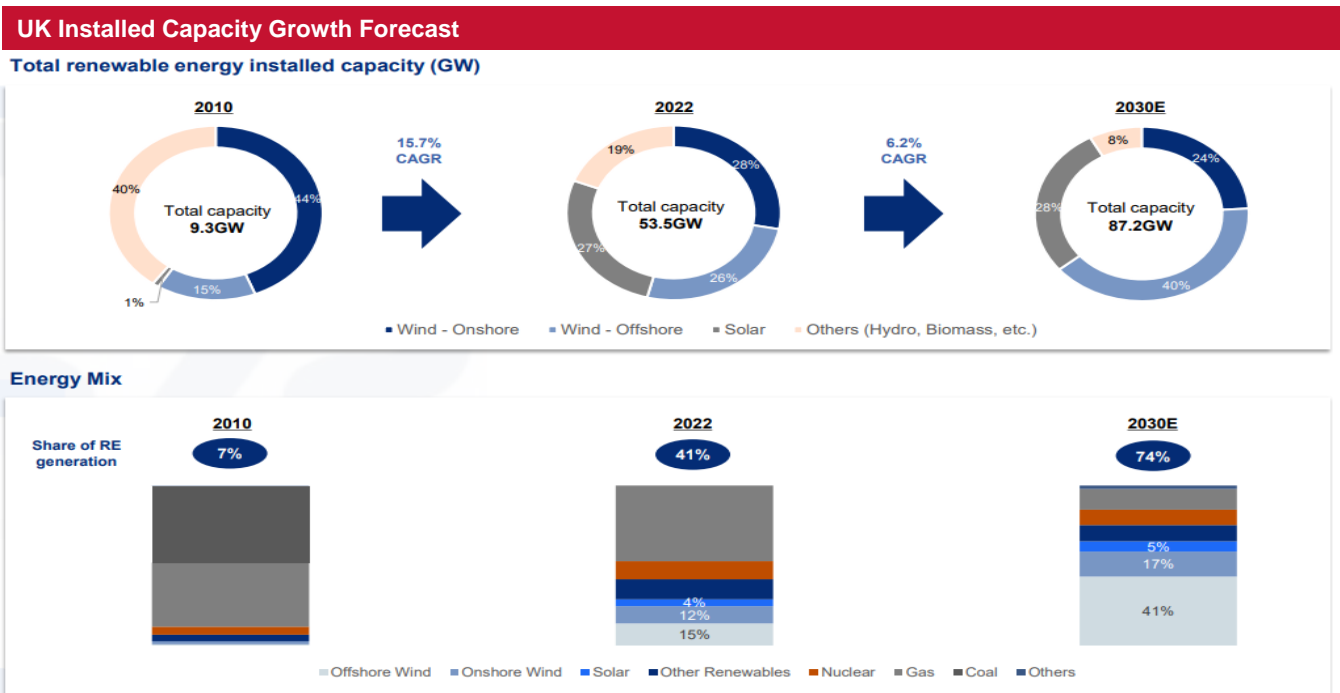 UK Installed Capacity Growth Forecast
Total renewable energy installed capacity (GW)
2010
2022
2030E
15.7%
CAGR
6.2%
CAGR
44%
15%
1%
40%
Total capacity
9.3GW
28%
26%
27%
19%
Total capacity
53.5GW
24%
40%
28%
8%
Total capacity
87.2GW
Wind - Onshore
Wind - Offshore
Solar
Others (Hydro, Biomass, etc.)
Energy Mix
2010
2022
2030E
Share of RE
generation
7%
41%
74%
4%
12%
15%
5%
17%
41%
Offshore Wind
Onshore Wind
Solar
Other Renewables
Nuclear
Gas
Coal
Others